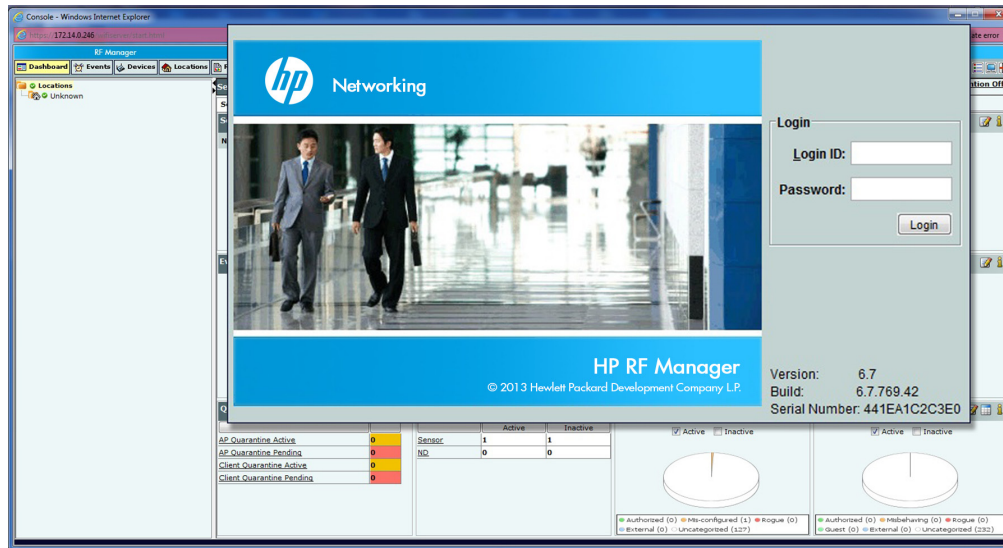 Console - Windows Internet Explorer
https://172.14.0.246
RF Manager
Dashboard Events Devices Locations
Locations
Unknown
hp Networking
Login
Login ID:
Password:
Login
HP RF Manager
© 2013 Hewlett Packard Development Company L.P.
Version: 6.7
Build: 6.7.769.42
Serial Number: 441EA1C2C3E0
Active Inactive
AP Quarantine Active 0
AP Quarantine Pending 0
Client Quarantine Active 0
Client Quarantine Pending 0
Sensor 1 1
ND 0 0
Active Inactive
Active Inactive
Authorized (0) Mis-configured (1) Rogue (0)
External (0) Uncategorized (127)
Authorized (0) Misbehaving (0) Rogue (0)
Guest (0) External (0) Uncategorized (232)